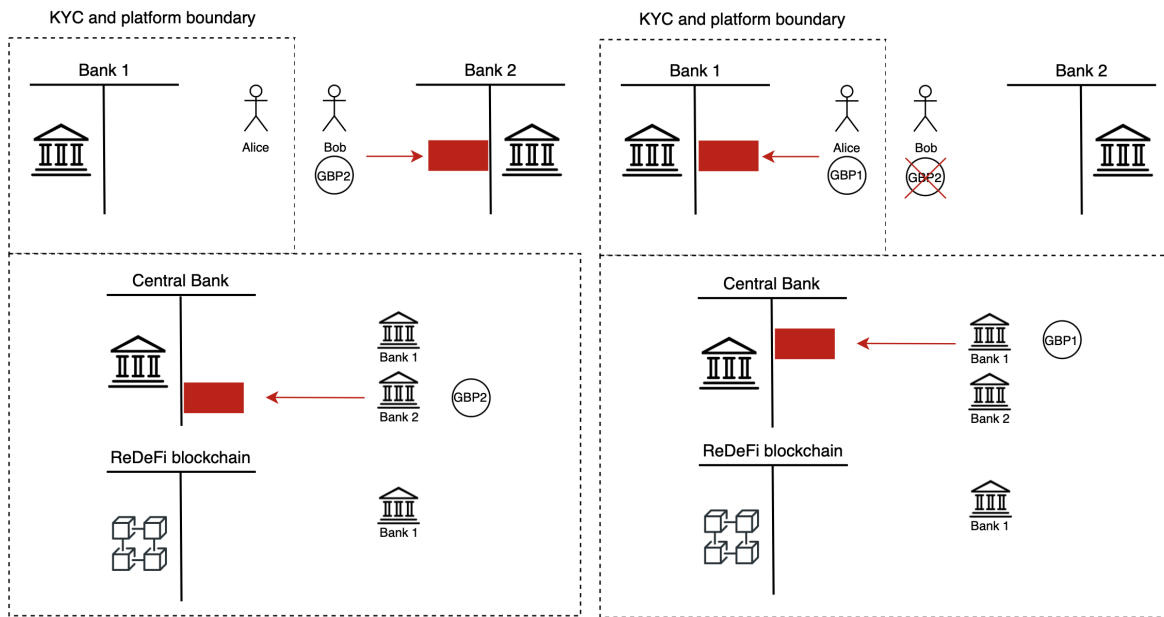 KYC and platform boundary
Bank 1
Bank 2
Alice
Bob
GBP2
Central Bank
Bank 1
Bank 2
GBP2
ReDeFi blockchain
Bank 1
KYC and platform boundary
Bank 1
Bank 2
Alice
Bob
GBP1
GBP2
Central Bank
Bank 1
GBP1
Bank 2
ReDeFi blockchain
Bank 1